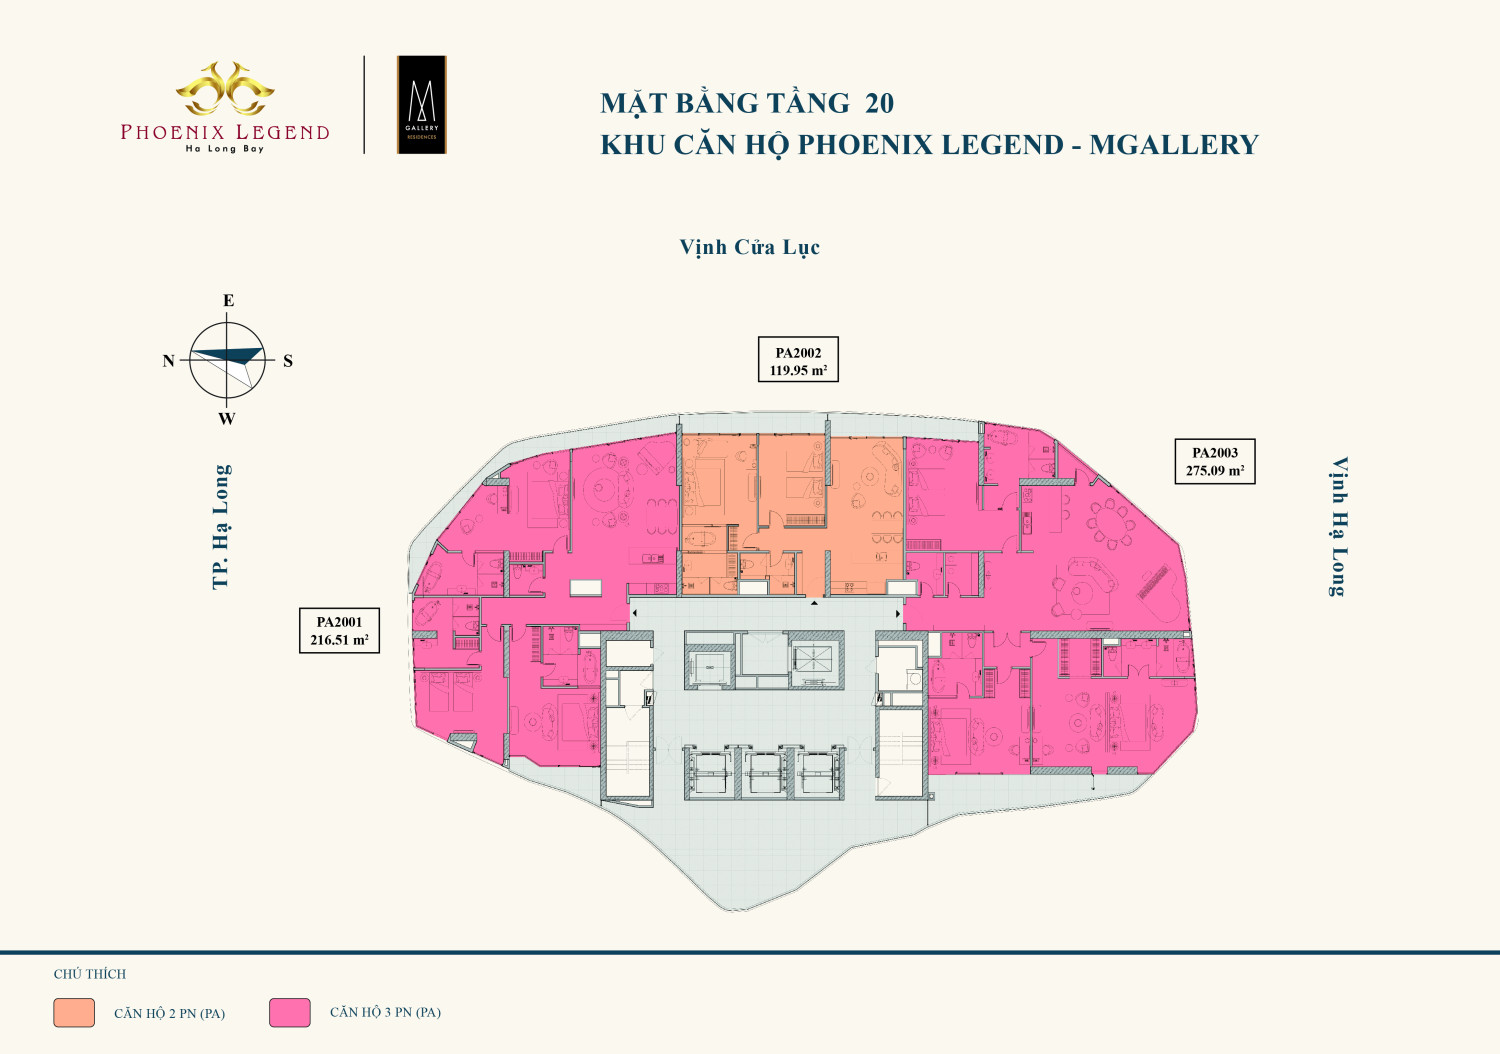 PHOENIX LEGEND
Ha Long Bay
M
GALLERY
RESIDENCES
MẶT BẰNG TẦNG 20
KHU CĂN HỘ PHOENIX LEGEND - MGALLERY
Vịnh Cửa Lục
E
N
S
W
PA2002
119.95 m²
PA2003
275.09 m²
TP. Hạ Long
Vịnh Hạ Long
PA2001
216.51 m²
CHÚ THÍCH
CĂN HỘ 2 PN (PA)
CĂN HỘ 3 PN (PA)